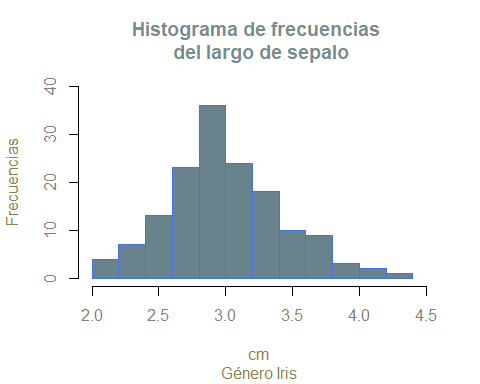 Histograma de frecuencias
del largo de sepalo
Frecuencias
40
30
20
10
0
2.0 2.5 3.0 3.5 4.0 4.5
cm
Género Iris